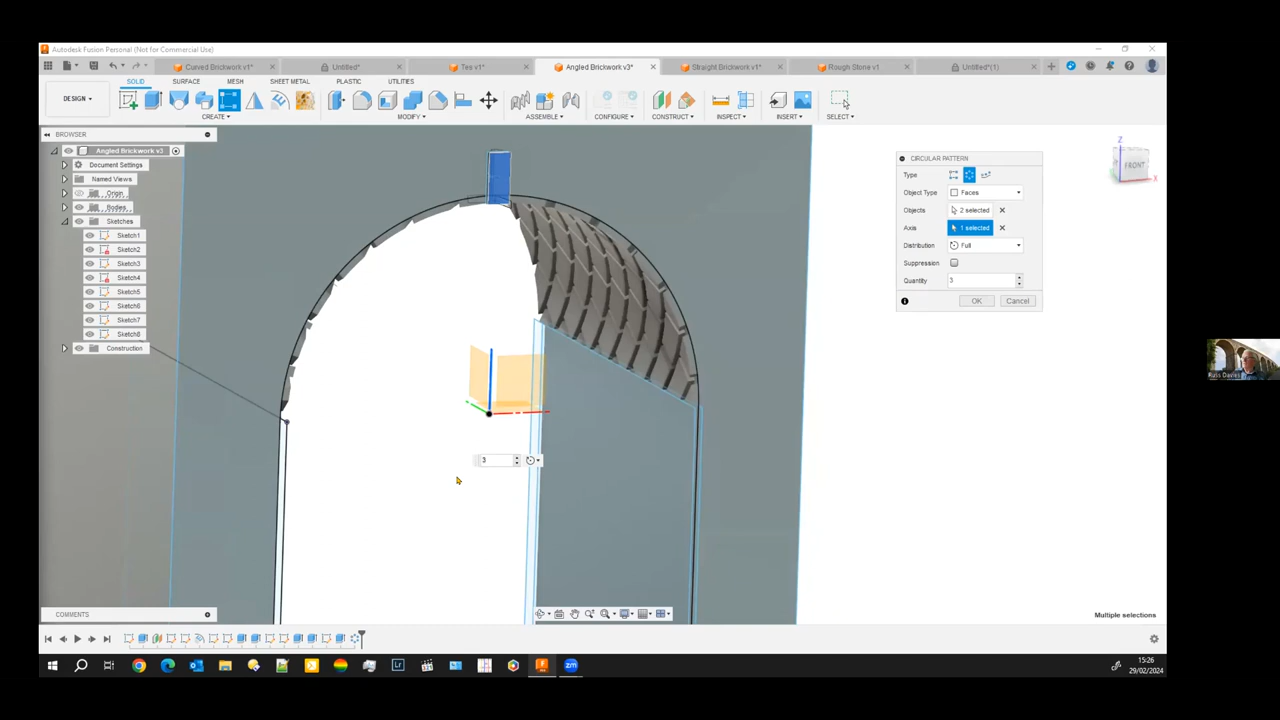 Autodesk Fusion Personal (Not for Commercial Use)
Curved Brickwork v1*
Untitled*
Angled Brickwork v3*
Straight Brickwork v1*
Rough Stone v1
Untitled*(1)
SOLID
SURFACE
MESH
SHEET METAL
PLASTIC
UTILITIES
DESIGN
CREATE
MODIFY
ASSEMBLE
CONFIGURE
CONSTRUCT
INSPECT
INSERT
SELECT
BROWSER
Angled Brickwork v3
Document Settings
Named Views
Origin
Bodies
Sketches
Sketch1
Sketch2
Sketch3
Sketch4
Sketch5
Sketch6
Sketch7
Sketch8
Construction
Z
FRONT
X
CIRCULAR PATTERN
Type
Object Type
Faces
Objects
2 selected
Axis
1 selected
Distribution
Full
Suppression
Quantity
3
OK
Cancel
3
Davies
COMMENTS
Multiple selections
15:26
29/02/2024